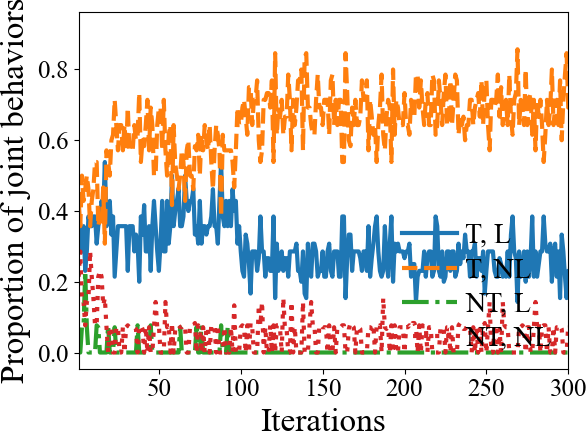 Proportion of joint behaviors
0.8
0.6
0.4
0.2
0.0
T, L
T, NL
NT, L
NT, NL
50
100
150
200
250
300
Iterations